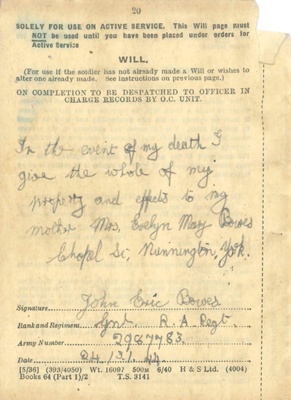 20
SOLELY FOR USE ON ACTIVE SERVICE. This Will page must
NOT be used until you have been placed under orders for
Active Service
WILL.
(For use if the soldier has not already made a Will or wishes to
alter one already made. See instructions on previous page.)
ON COMPLETION TO BE DESPATCHED TO OFFICER IN
CHARGE RECORDS BY O.C. UNIT.
In the event of my death I
give the whole of my
property and effects to my
mother Mrs. Evelyn Mary Bowes
Chapel St, Nunnington, York.
Signature John Eric Bowes
Rank and Regiment R. A. Regt.
Army Number 2987783.
Date 24
[5/36] (393/4050) Wt. 16097 500M 6/40 H & S Ltd. (4004)
Books 64 (Part 1)/2 T.S. 3141